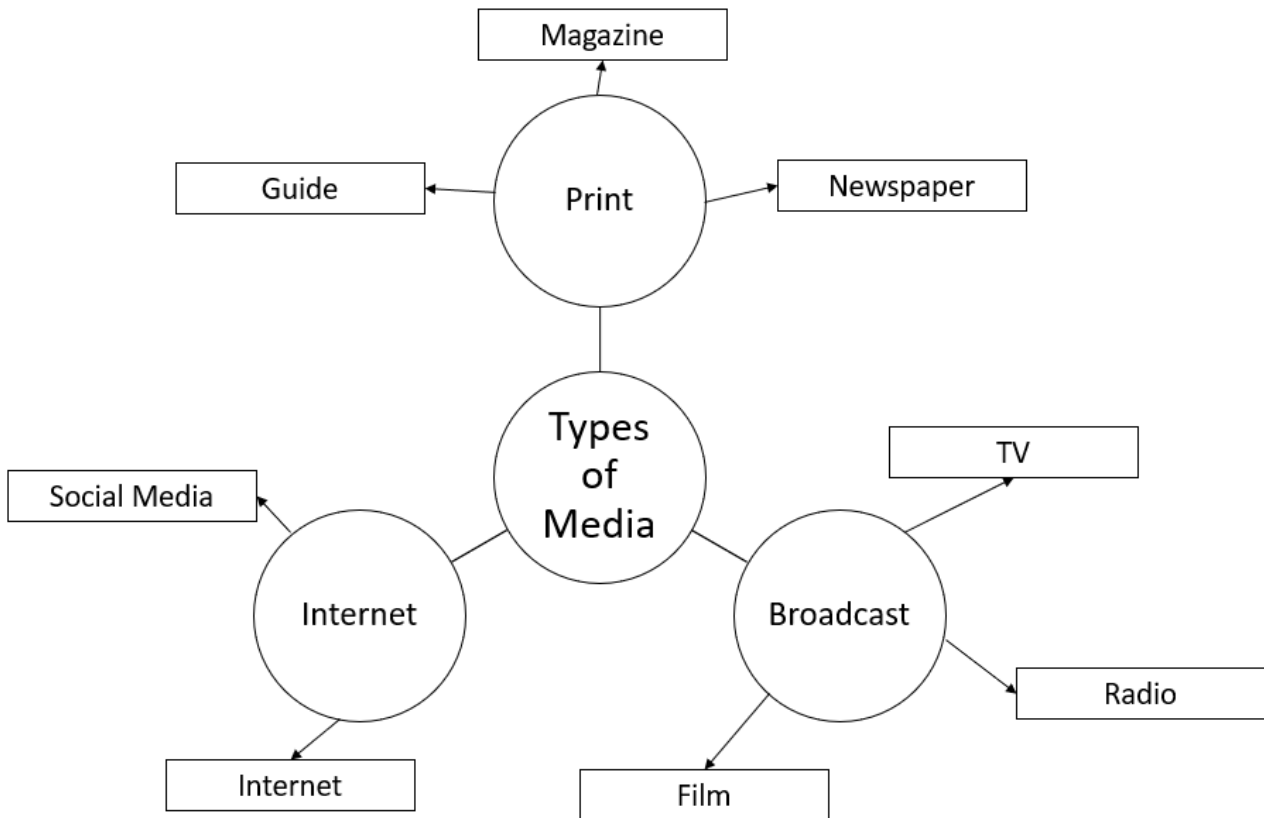 Magazine
Guide
Print
Newspaper
Types
of
Media
TV
Social Media
Internet
Broadcast
Radio
Internet
Film